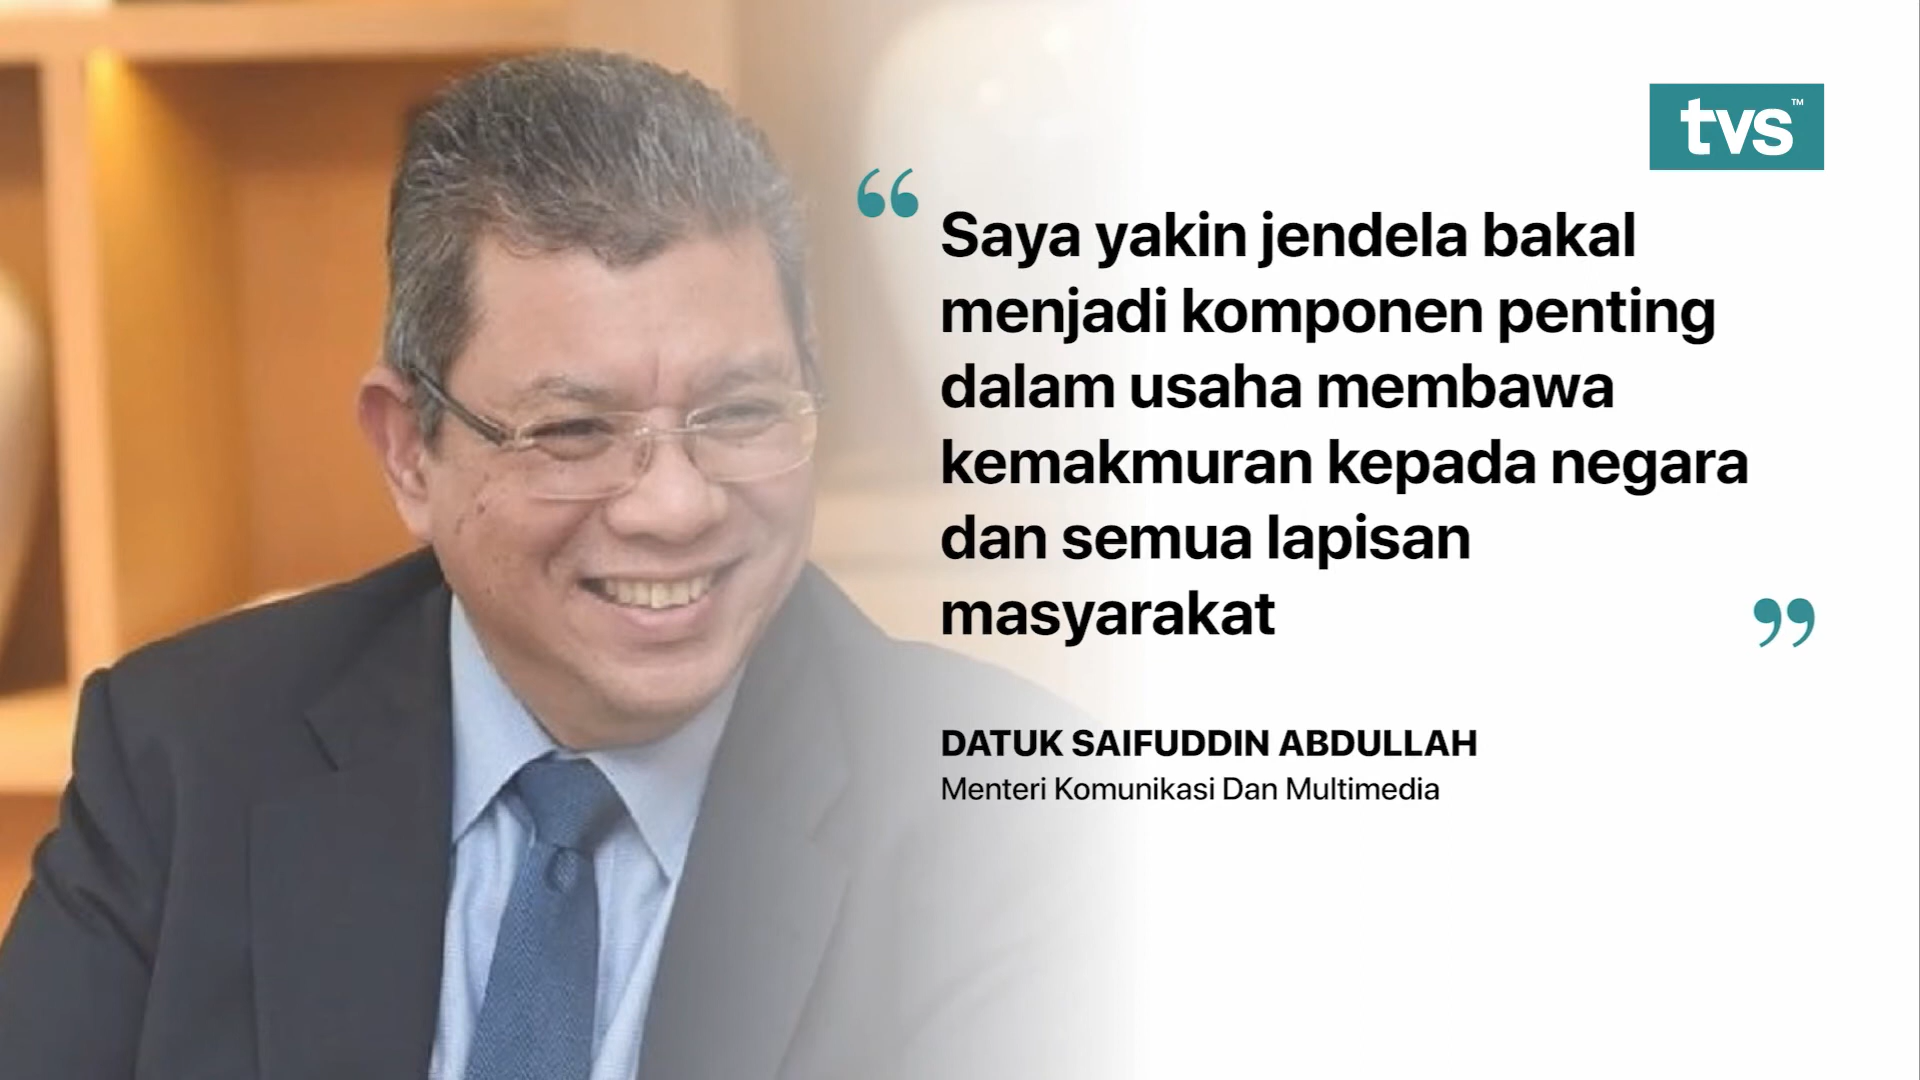 tvs™
“
Saya yakin jendela bakal
menjadi komponen penting
dalam usaha membawa
kemakmuran kepada negara
dan semua lapisan
masyarakat
”
DATUK SAIFUDDIN ABDULLAH
Menteri Komunikasi Dan Multimedia